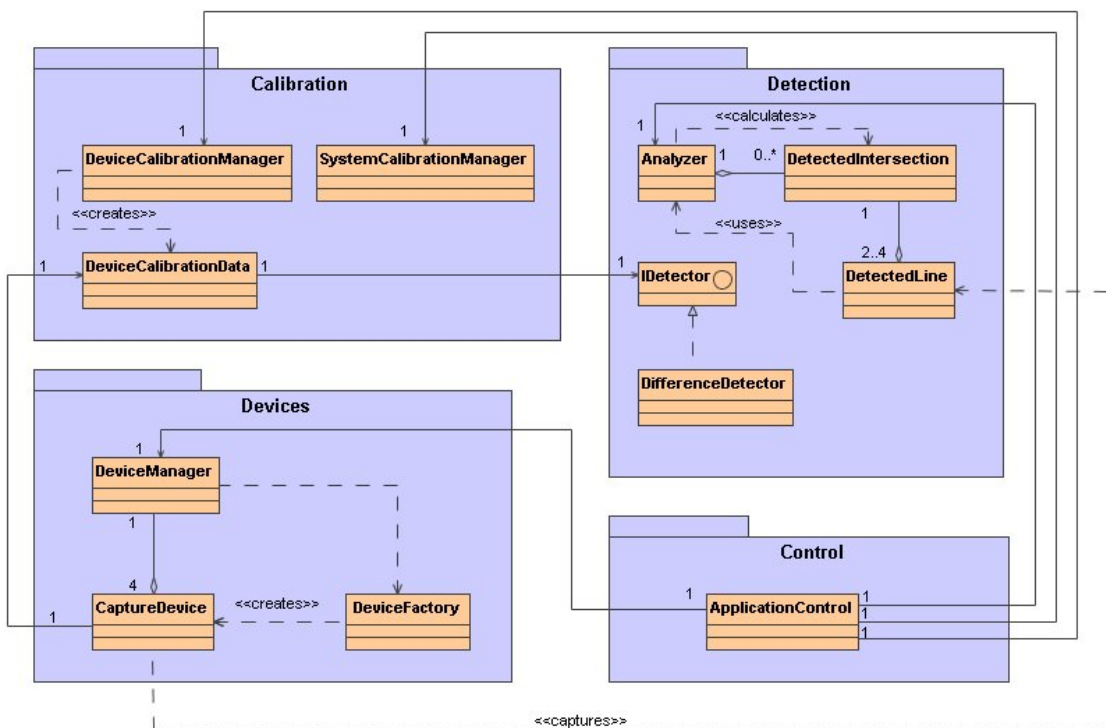 Calibration
Detection
1
1
1
<<calculates>>
DeviceCalibrationManager
SystemCalibrationManager
Analyzer
1
0..*
DetectedIntersection
<<creates>>
1
<<uses>>
1
DeviceCalibrationData
1
1
IDetector
2..4
DetectedLine
DifferenceDetector
Devices
1
DeviceManager
1
Control
4
CaptureDevice
<<creates>>
DeviceFactory
1
1
ApplicationControl
1
1
1
<<captures>>